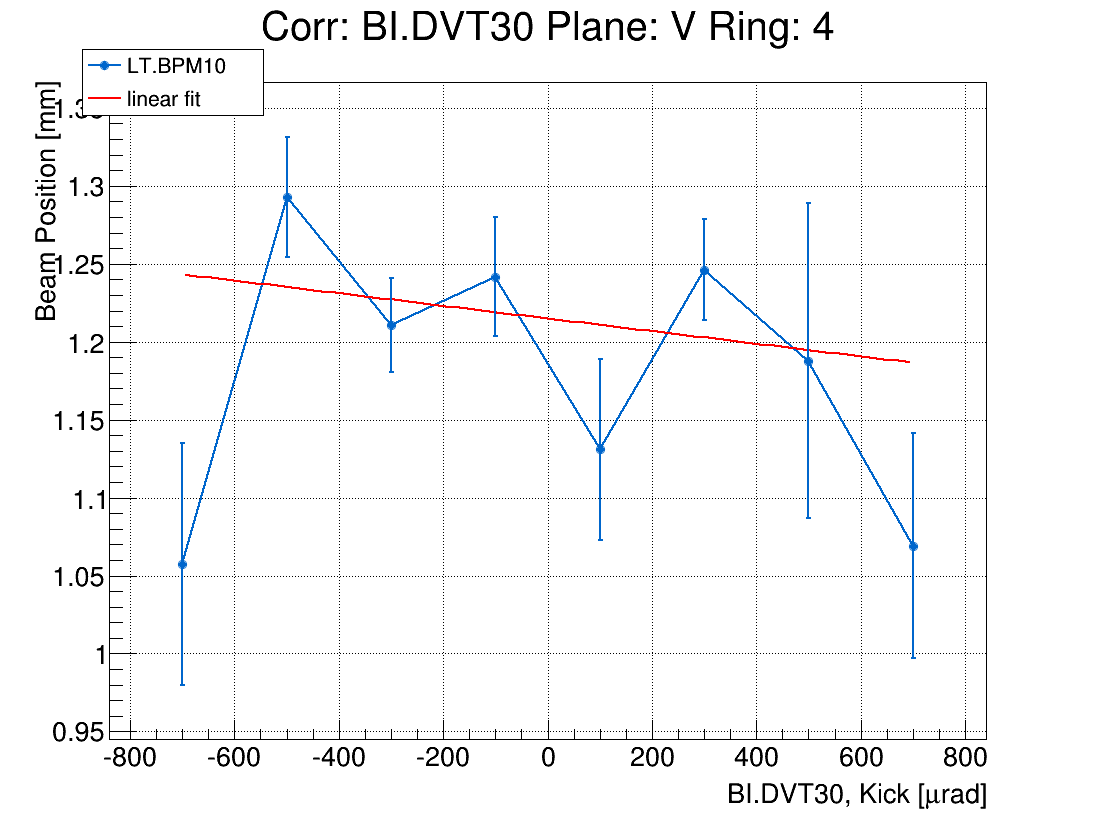 Corr: BI.DVT30 Plane: V Ring: 4
LT.BPM10
linear fit
Beam Position [mm]
1.3
1.25
1.2
1.15
1.1
1.05
1
0.95
-800 -600 -400 -200 0 200 400 600 800
BI.DVT30, Kick [μrad]